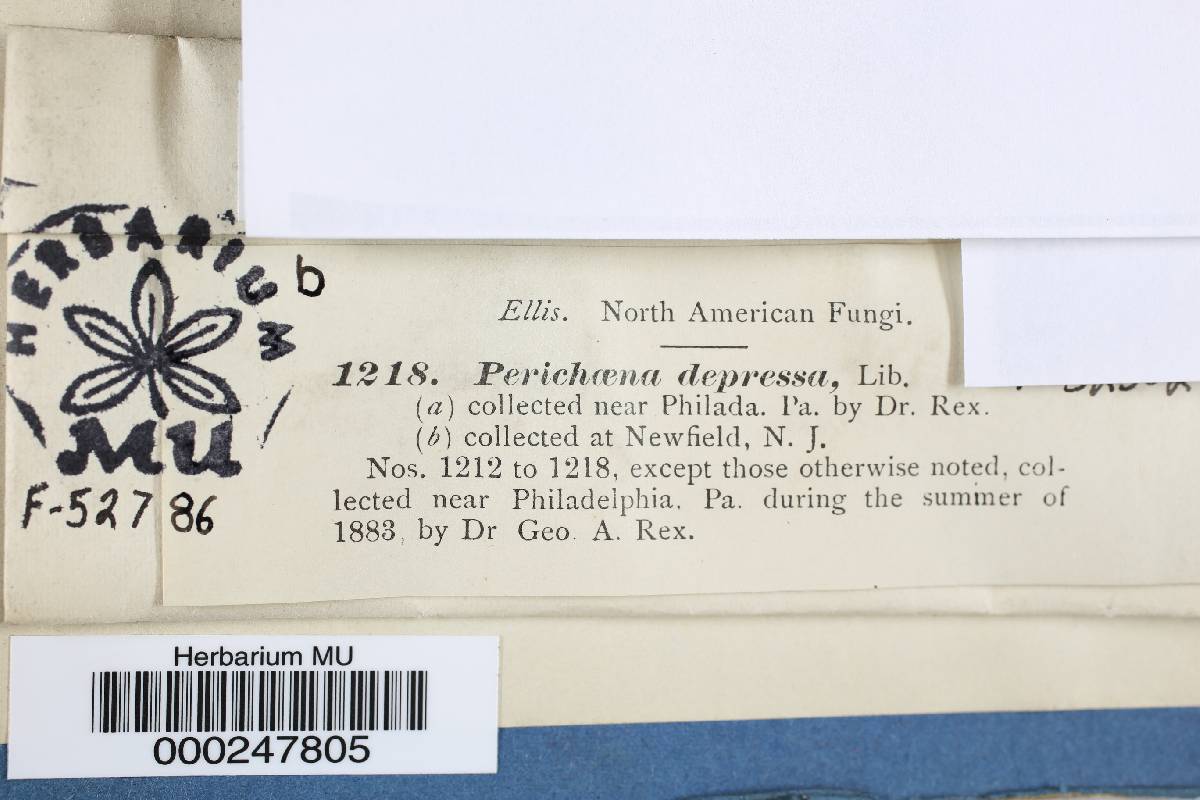 HERBARIUM
MU
b
F-52786
Ellis. North American Fungi.
1218. Perichæna depressa, Lib.
(a) collected near Philada. Pa. by Dr. Rex.
(b) collected at Newfield, N. J.
Nos. 1212 to 1218, except those otherwise noted, col-
lected near Philadelphia, Pa. during the summer of
1883, by Dr Geo. A. Rex.
Herbarium MU
000247805